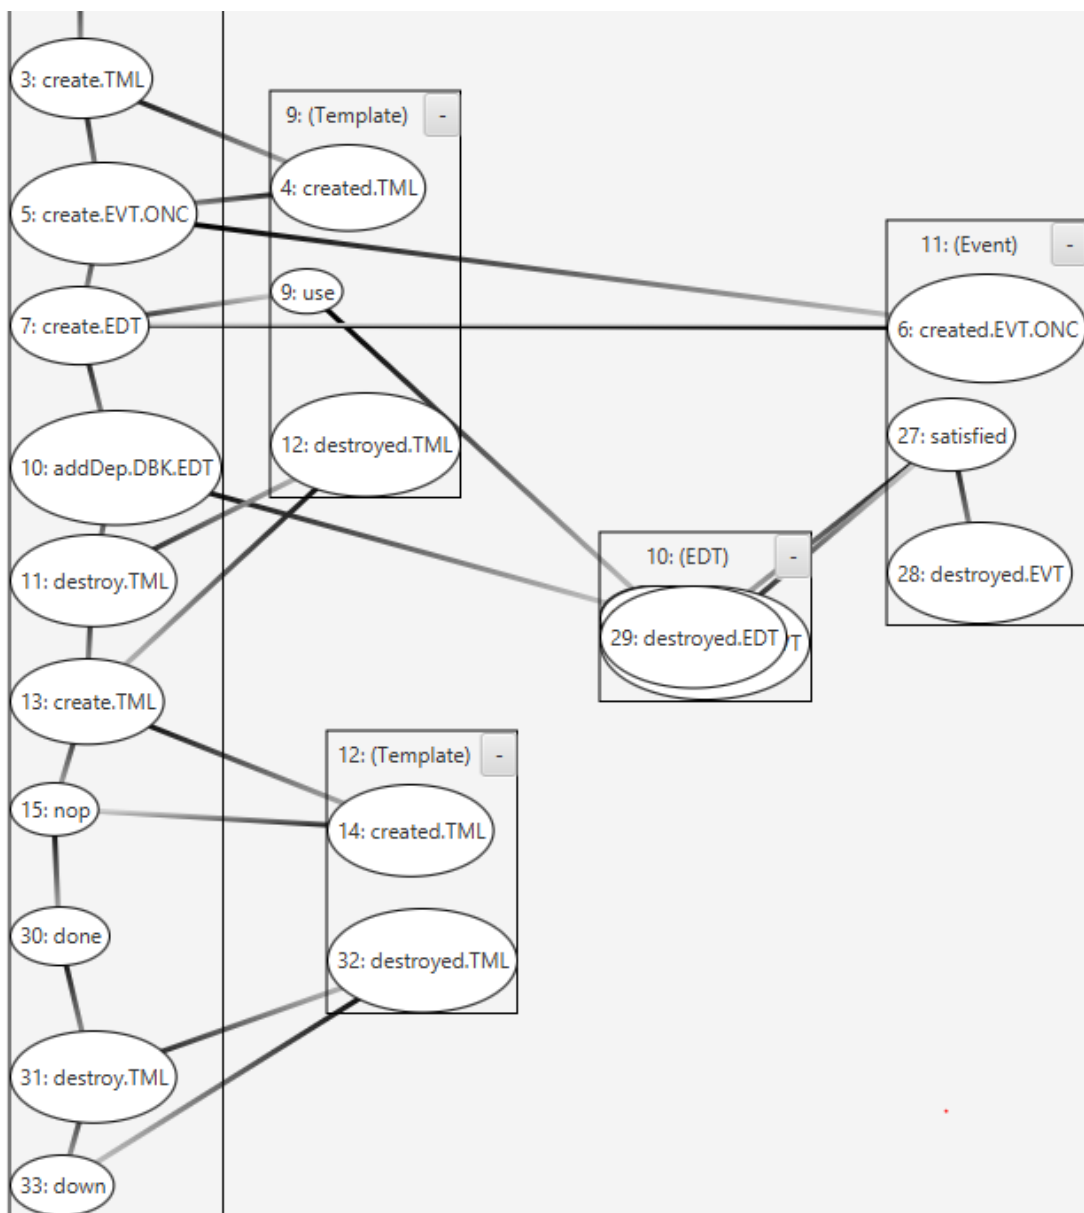 3: create.TML
9: (Template)
-
4: created.TML
5: create.EVT.ONC
11: (Event)
-
9: use
7: create.EDT
6: created.EVT.ONC
12: destroyed.TML
27: satisfied
10: addDep.DBK.EDT
10: (EDT)
-
11: destroy.TML
28: destroyed.EVT
29: destroyed.EDT
13: create.TML
12: (Template)
-
15: nop
14: created.TML
30: done
32: destroyed.TML
31: destroy.TML
33: down